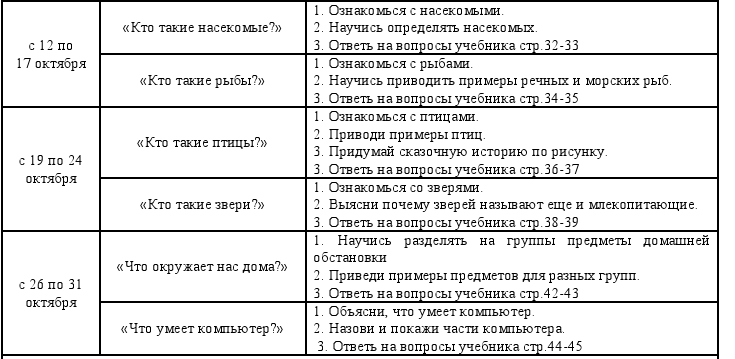 с 12 по
17 октября
«Кто такие насекомые?»
1. Ознакомься с насекомыми.
2. Научись определять насекомых.
3. Ответь на вопросы учебника стр.32-33
«Кто такие рыбы?»
1. Ознакомься с рыбами.
2. Научись приводить примеры речных и морских рыб.
3. Ответь на вопросы учебника стр.34-35
с 19 по 24
октября
«Кто такие птицы?»
1. Ознакомься с птицами.
2. Приводи примеры птиц.
3. Придумай сказочную историю по рисунку.
3. Ответь на вопросы учебника стр.36-37
«Кто такие звери?»
1. Ознакомься со зверями.
2. Выясни почему зверей называют еще и млекопитающие.
3. Ответь на вопросы учебника стр.38-39
с 26 по 31
октября
«Что окружает нас дома?»
1. Научись разделять на группы предметы домашней
обстановки
2. Приведи примеры предметов для разных групп.
3. Ответь на вопросы учебника стр.42-43
«Что умеет компьютер?»
1. Объясни, что умеет компьютер.
2. Назови и покажи части компьютера.
3. Ответь на вопросы учебника стр.44-45